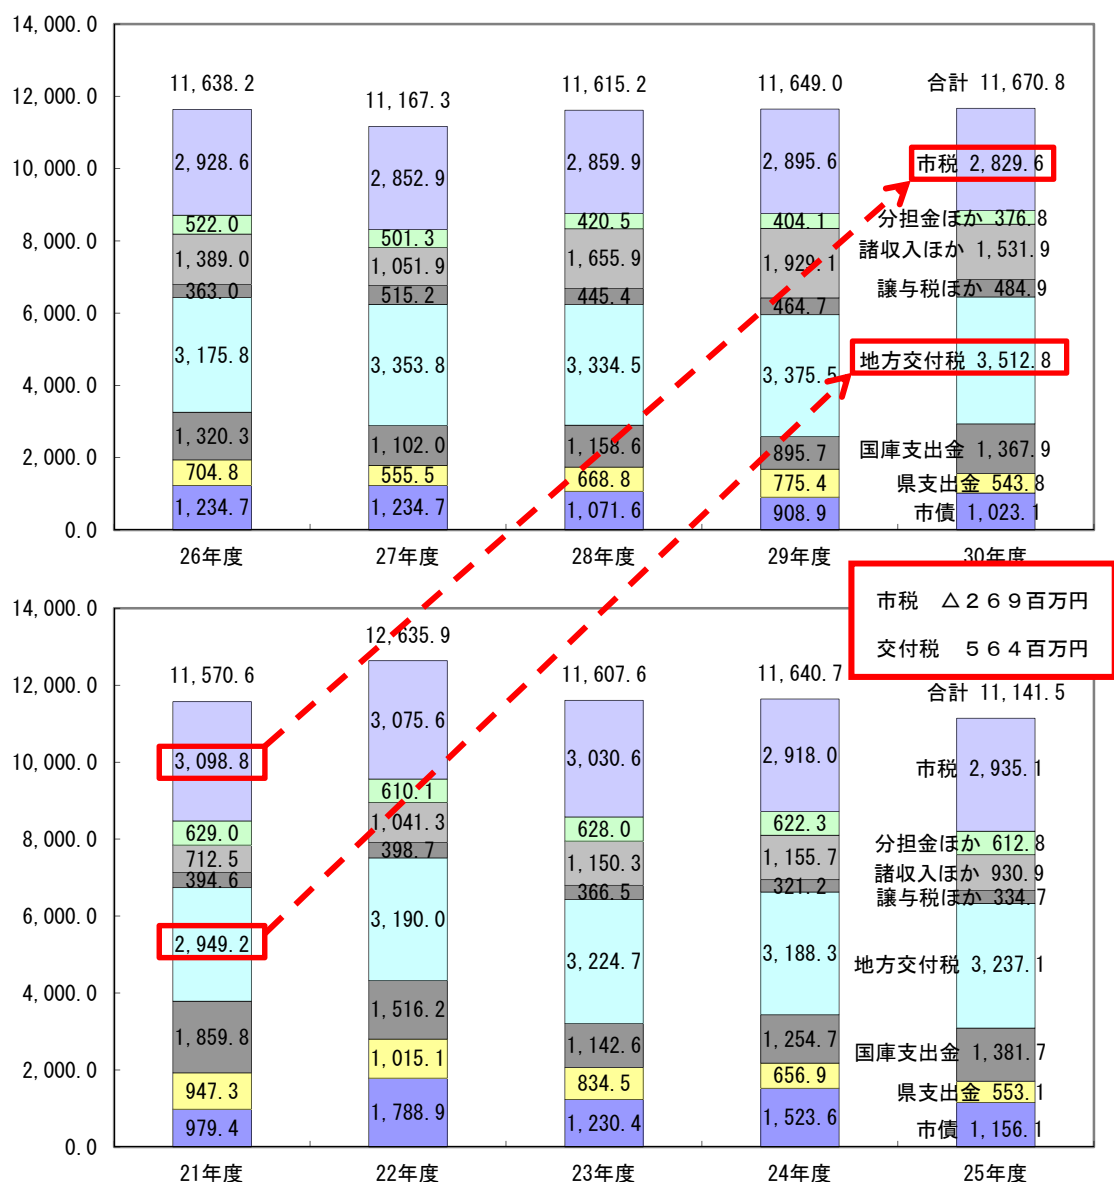 14,000.0
12,000.0
10,000.0
8,000.0
6,000.0
4,000.0
2,000.0
0.0
11,638.2
2,928.6
522.0
1,389.0
363.0
3,175.8
1,320.3
704.8
1,234.7
26年度
11,167.3
2,852.9
501.3
1,051.9
515.2
3,353.8
1,102.0
555.5
1,234.7
27年度
11,615.2
2,859.9
420.5
1,655.9
445.4
3,334.5
1,158.6
668.8
1,071.6
28年度
11,649.0
2,895.6
404.1
1,929.1
464.7
3,375.5
895.7
775.4
908.9
29年度
合計 11,670.8
市税 2,829.6
分担金ほか 376.8
諸収入ほか 1,531.9
譲与税ほか 484.9
地方交付税 3,512.8
国庫支出金 1,367.9
県支出金 543.8
市債 1,023.1
30年度
市税 △269百万円
交付税 564百万円
14,000.0
12,000.0
10,000.0
8,000.0
6,000.0
4,000.0
2,000.0
0.0
11,570.6
3,098.8
629.0
712.5
394.6
2,949.2
1,859.8
947.3
979.4
21年度
12,635.9
3,075.6
610.1
1,041.3
398.7
3,190.0
1,516.2
1,015.1
1,788.9
22年度
11,607.6
3,030.6
628.0
1,150.3
366.5
3,224.7
1,142.6
834.5
1,230.4
23年度
11,640.7
2,918.0
622.3
1,155.7
321.2
3,188.3
1,254.7
656.9
1,523.6
24年度
合計 11,141.5
市税 2,935.1
分担金ほか 612.8
諸収入ほか 930.9
譲与税ほか 334.7
地方交付税 3,237.1
国庫支出金 1,381.7
県支出金 553.1
市債 1,156.1
25年度